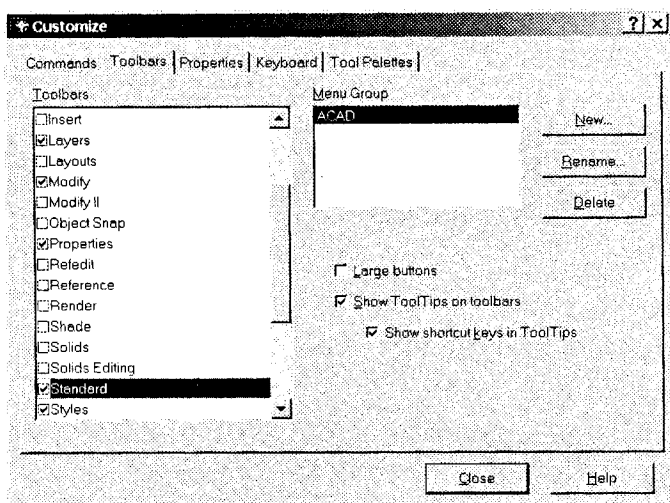 Customize
Commands Toolbars Properties Keyboard Tool Palettes
Toolbars
Insert
Layers
Layouts
Modify
Modify II
Object Snap
Properties
Refedit
Reference
Render
Shade
Solids
Solids Editing
Standard
Styles
Menu Group
ACAD
New...
Rename...
Delete
Large buttons
Show ToolTips on toolbars
Show shortcut keys in ToolTips
Close
Help